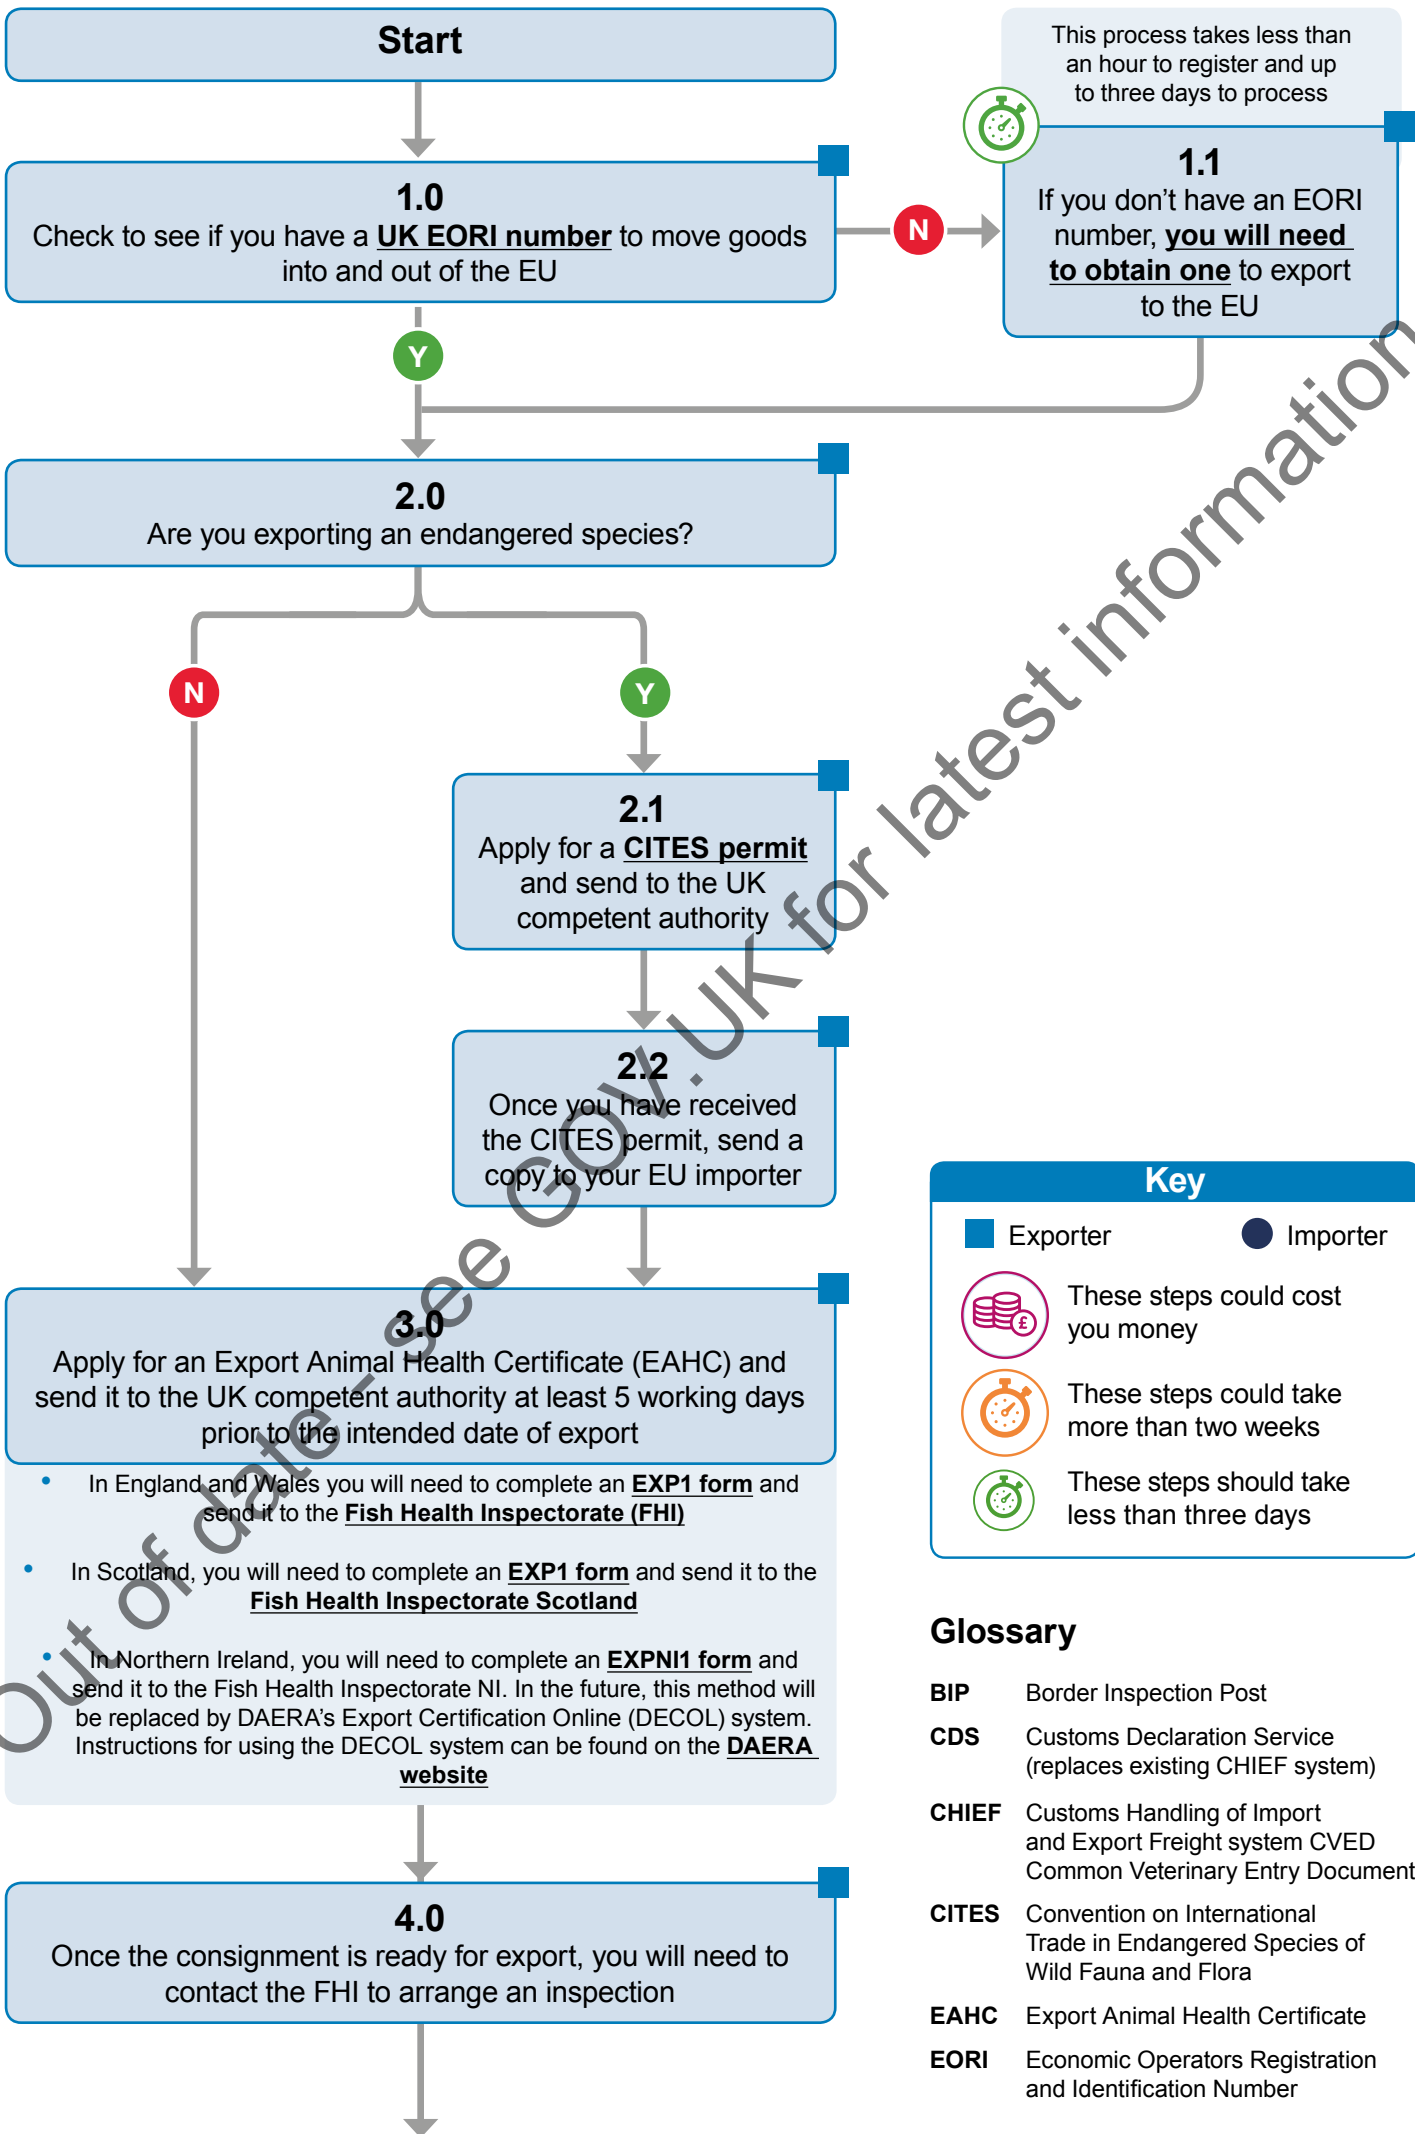 Start
This process takes less than
an hour to register and up
to three days to process
1.0
Check to see if you have a UK EORI number to move goods
into and out of the EU
N
1.1
If you don’t have an EORI
number, you will need
to obtain one to export
to the EU
Y
2.0
Are you exporting an endangered species?
N
Y
2.1
Apply for a CITES permit
and send to the UK
competent authority
2.2
Once you have received
the CITES permit, send a
copy to your EU importer
3.0
Apply for an Export Animal Health Certificate (EAHC) and
send it to the UK competent authority at least 5 working days
prior to the intended date of export
• In England and Wales you will need to complete an EXP1 form and
send it to the Fish Health Inspectorate (FHI)
• In Scotland, you will need to complete an EXP1 form and send it to the
Fish Health Inspectorate Scotland
• In Northern Ireland, you will need to complete an EXPNI1 form and
send it to the Fish Health Inspectorate NI. In the future, this method will
be replaced by DAERA’s Export Certification Online (DECOL) system.
Instructions for using the DECOL system can be found on the DAERA
website
4.0
Once the consignment is ready for export, you will need to
contact the FHI to arrange an inspection
Key
Exporter
Importer
£
These steps could cost
you money
These steps could take
more than two weeks
These steps should take
less than three days
Glossary
BIP Border Inspection Post
CDS Customs Declaration Service
(replaces existing CHIEF system)
CHIEF Customs Handling of Import
and Export Freight system CVED
Common Veterinary Entry Document
CITES Convention on International
Trade in Endangered Species of
Wild Fauna and Flora
EAHC Export Animal Health Certificate
EORI Economic Operators Registration
and Identification Number
Out of date - see GOV.UK for latest information